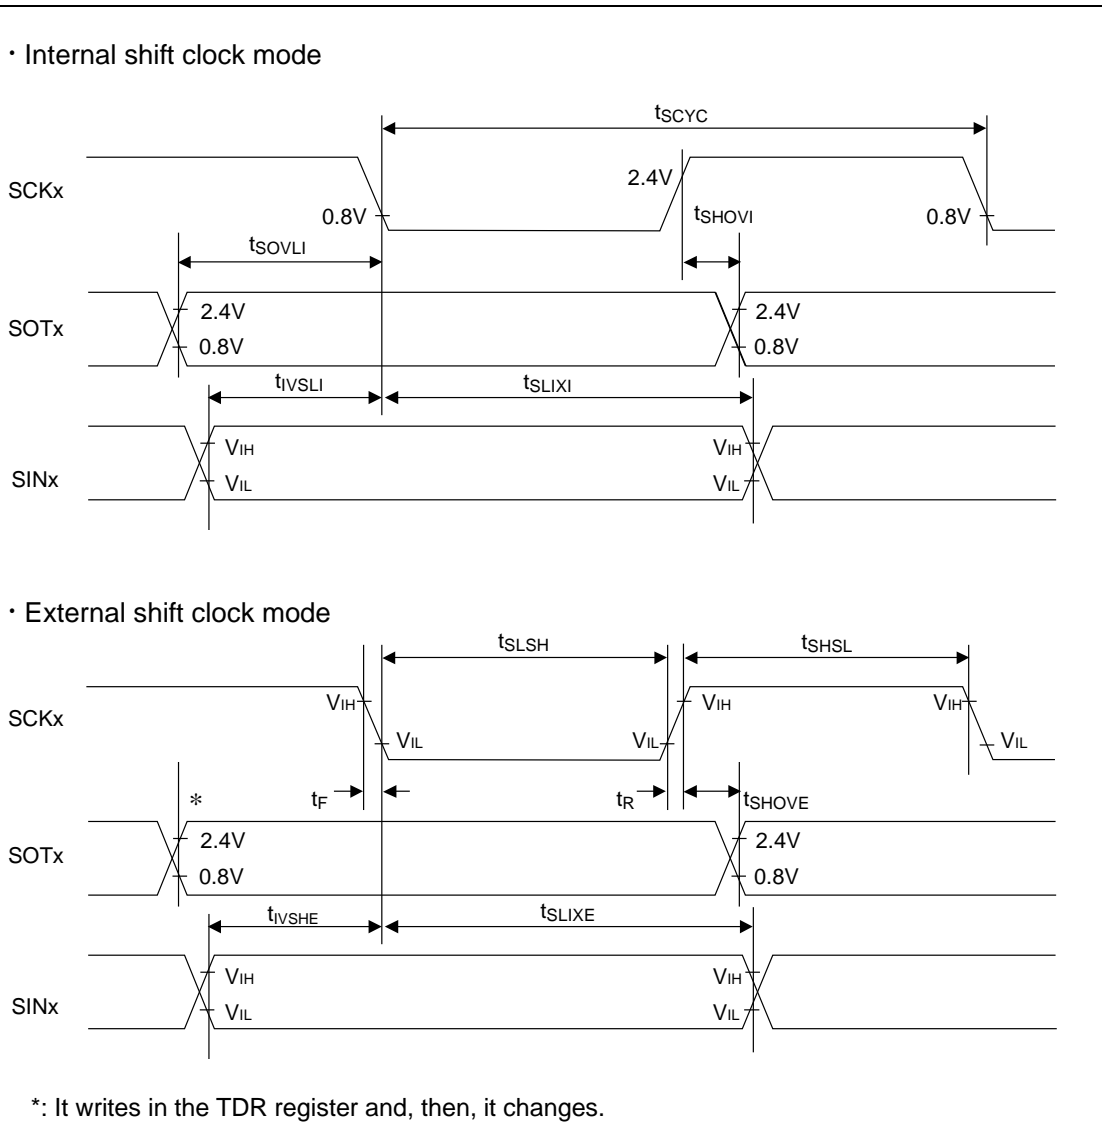 ・Internal shift clock mode
tSCYC
SCKx
2.4V
0.8V
tSHOVI
0.8V
tSOVLI
SOTx
2.4V
2.4V
0.8V
0.8V
tIVSLI
tSLIXI
SINx
VIH
VIH
VIL
VIL
・External shift clock mode
tSLSH
tSHSL
SCKx
VIH
VIH
VIH
VIL
VIL
VIL
*
tF
tR
tSHOVE
SOTx
2.4V
2.4V
0.8V
0.8V
tIVSHE
tSLIXE
SINx
VIH
VIH
VIL
VIL
*: It writes in the TDR register and, then, it changes.